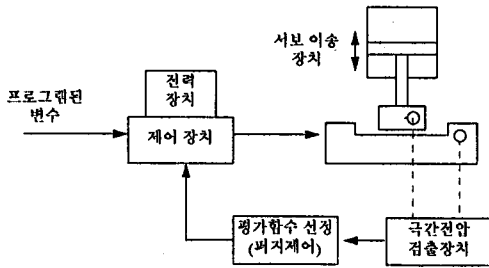 서보 이송
장치
전력
장치
프로그램된
변수
제어 장치
평가함수 선정
(퍼지제어)
극간전압
검출장치